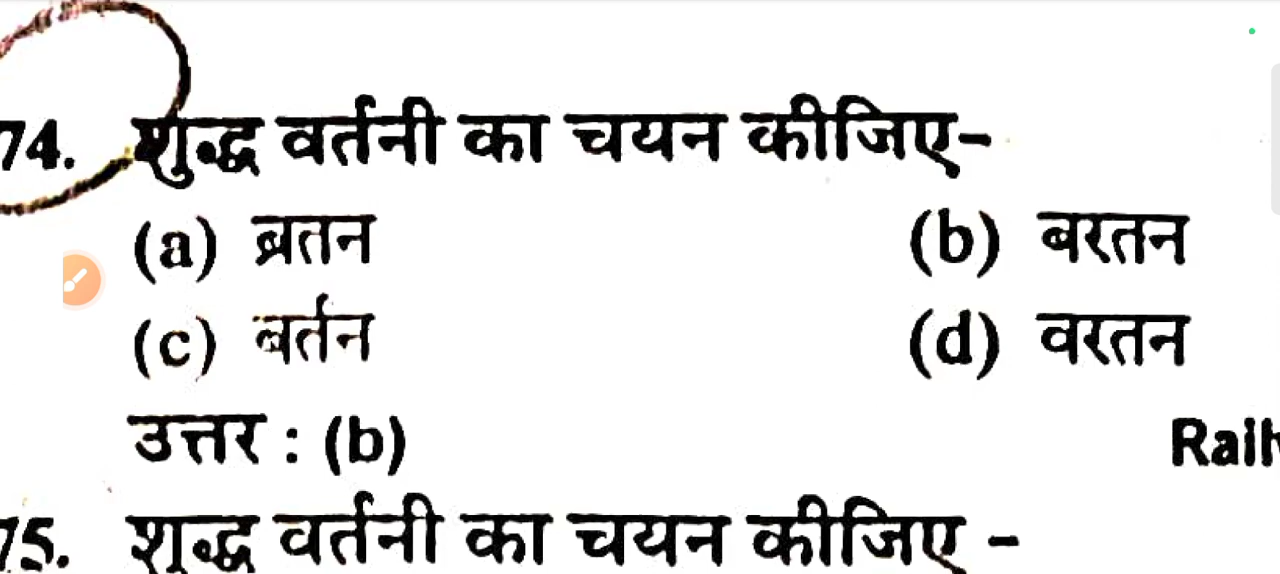 74. शुद्ध वर्तनी का चयन कीजिए-
(a) ब्रतन (b) बरतन
(c) बर्तन (d) वरतन
उत्तर : (b)
75. शुद्ध वर्तनी का चयन कीजिए -